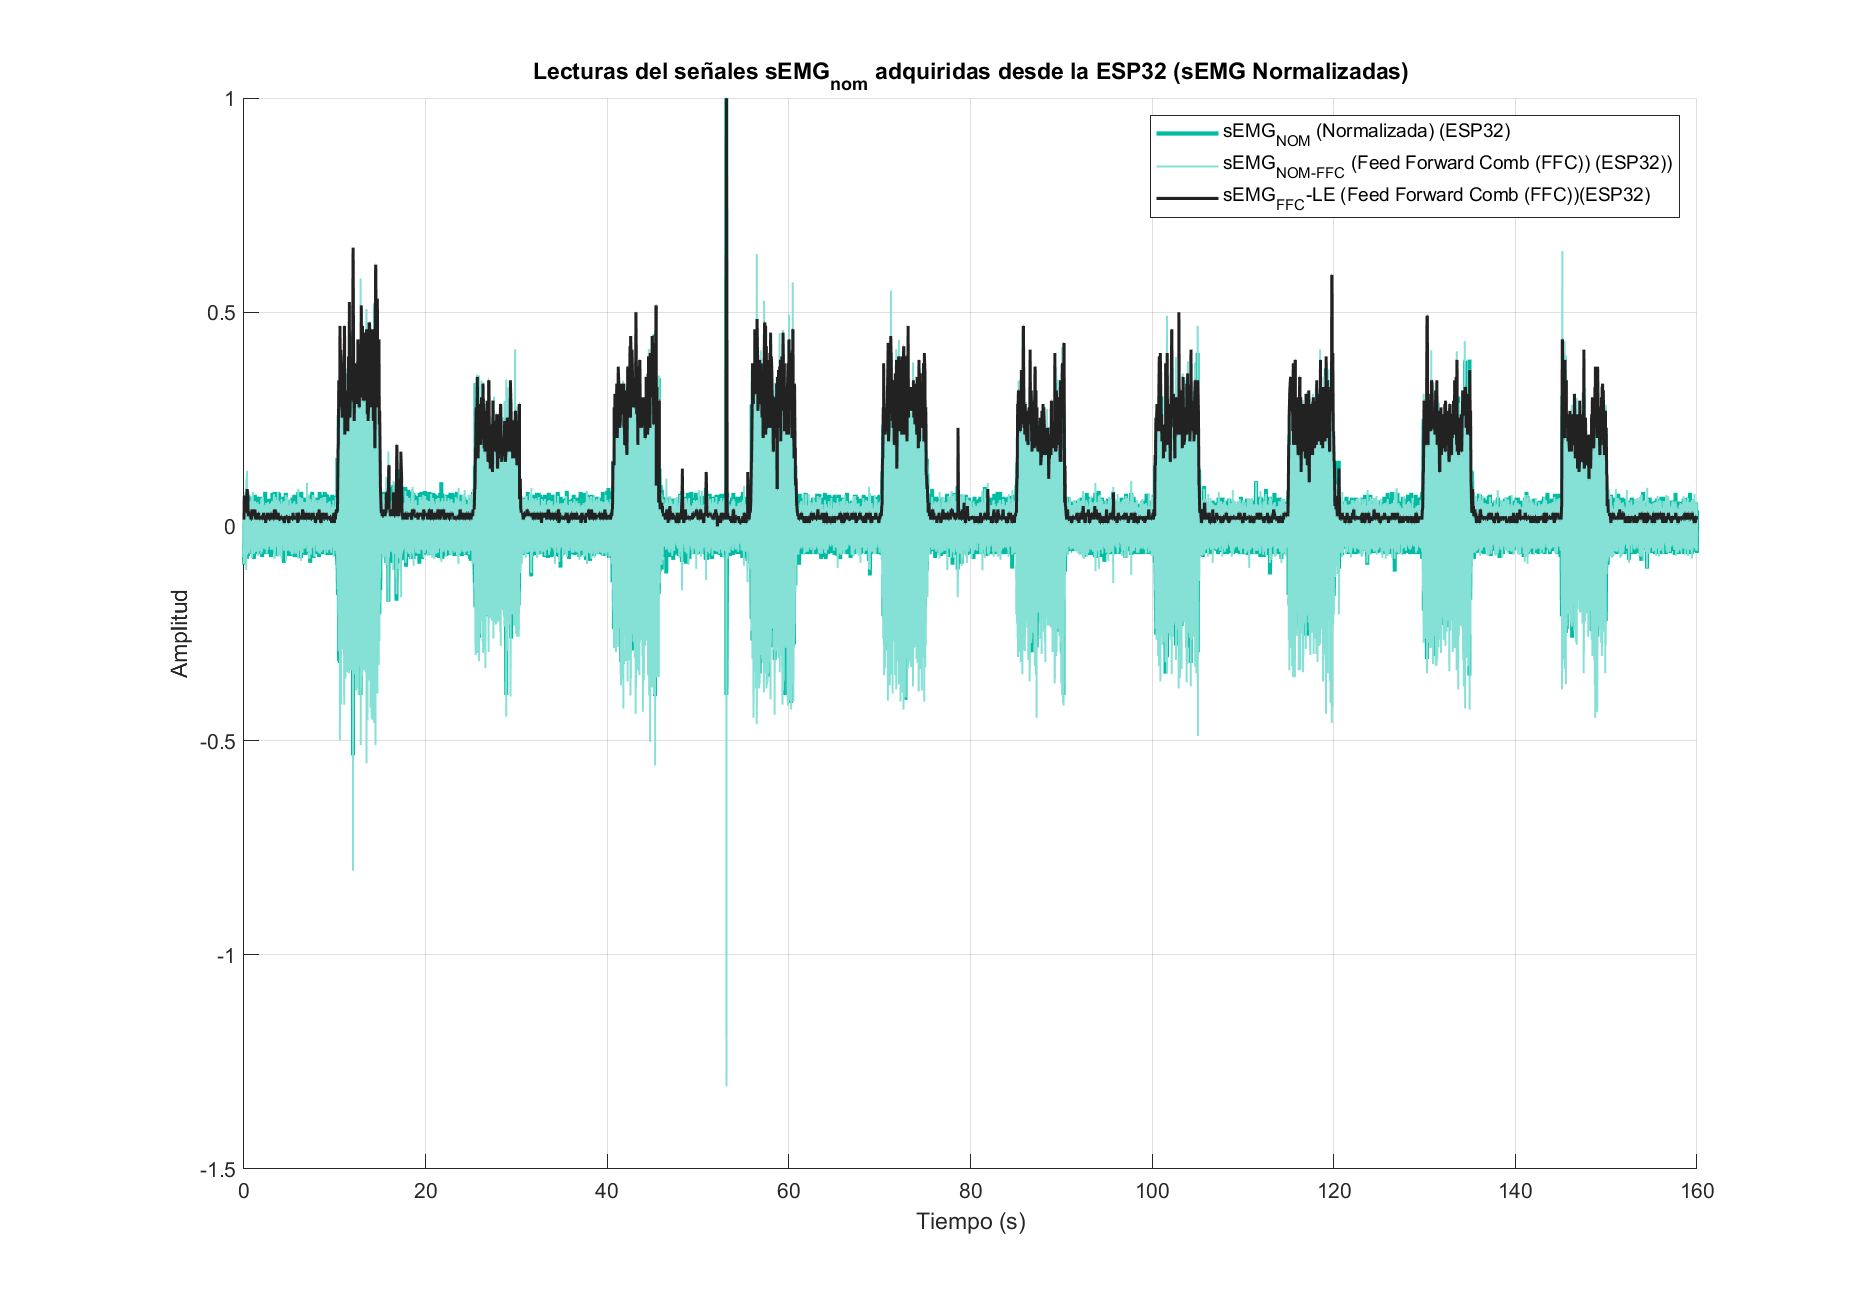 Lecturas del señales sEMGnom adquiridas desde la ESP32 (sEMG Normalizadas)
sEMGNOM (Normalizada) (ESP32)
sEMGNOM-FFC (Feed Forward Comb (FFC)) (ESP32))
sEMGFFC-LE (Feed Forward Comb (FFC))(ESP32)
1
0.5
0
-0.5
-1
-1.5
Amplitud
0 20 40 60 80 100 120 140 160
Tiempo (s)